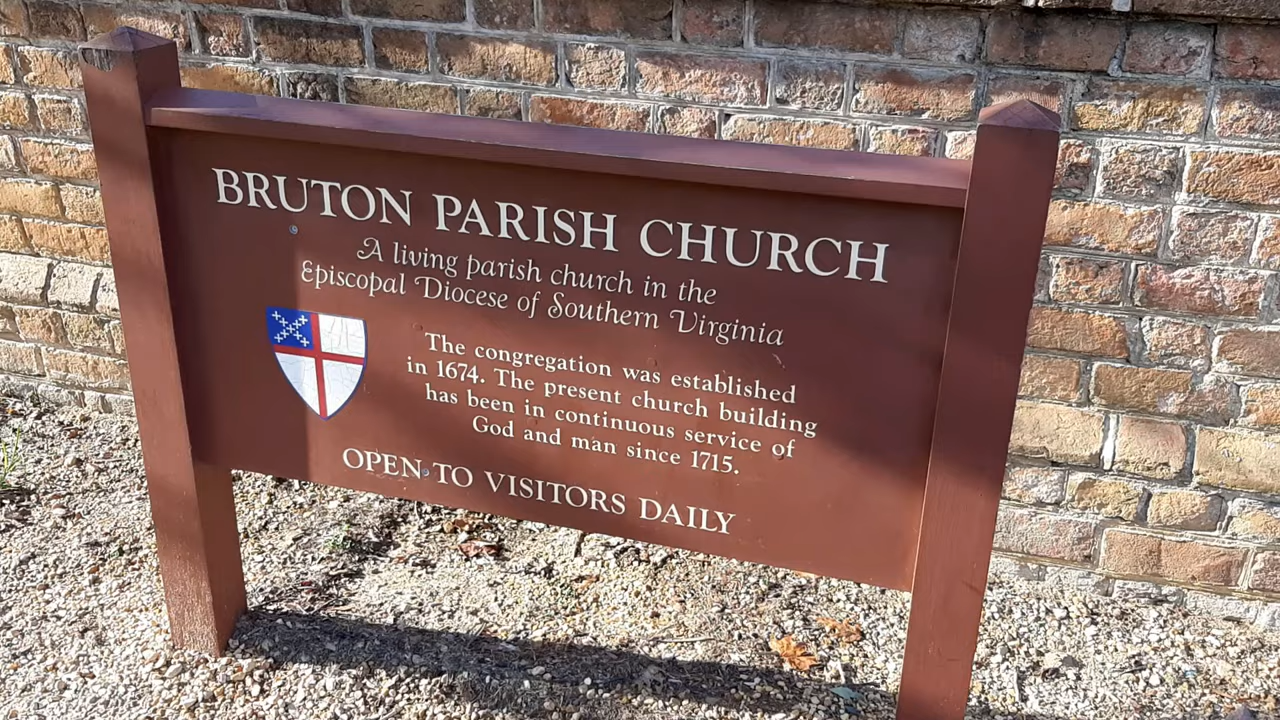 BRUTON PARISH CHURCH
A living parish church in the
Episcopal Diocese of Southern Virginia
The congregation was established
in 1674. The present church building
has been in continuous service of
God and man since 1715.
OPEN TO VISITORS DAILY